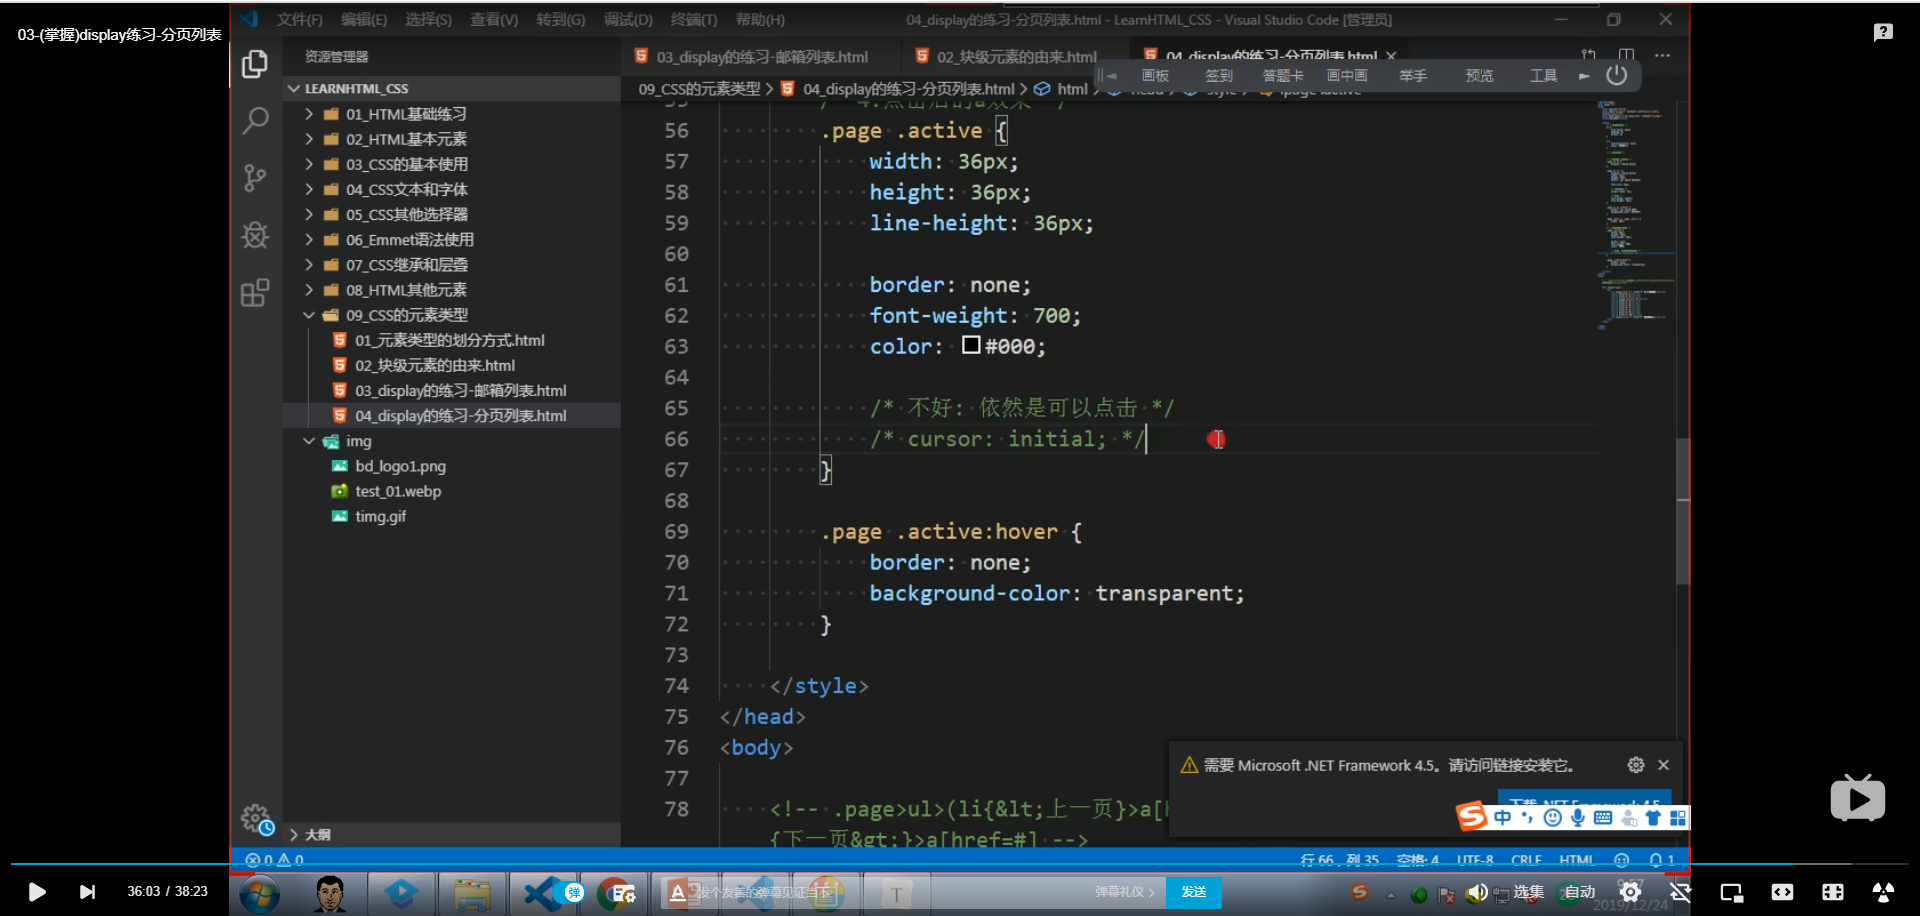 03-(掌握)display练习-分页列表
文件(F) 编辑(E) 选择(S) 查看(V) 转到(G) 调试(D) 终端(T) 帮助(H)
04_display的练习-分页列表.html - LearnHTML_CSS - Visual Studio Code [管理员]
资源管理器
03_display的练习-邮箱列表.html
02_块级元素的由来.html
04_display的练习-分页列表.html
画板 签到 答题卡 画中画 举手 预览 工具
09_CSS的元素类型 > 04_display的练习-分页列表.html > html
LEARNHTML_CSS
01_HTML基础练习
02_HTML基本元素
03_CSS的基本使用
04_CSS文本和字体
05_CSS其他选择器
06_Emmet语法使用
07_CSS继承和层叠
08_HTML其他元素
09_CSS的元素类型
01_元素类型的划分方式.html
02_块级元素的由来.html
03_display的练习-邮箱列表.html
04_display的练习-分页列表.html
img
bd_logo1.png
test_01.webp
timg.gif
大纲
55 /* 4.点击后的a效果 */
56 .page .active {
57 width: 36px;
58 height: 36px;
59 line-height: 36px;
60
61 border: none;
62 font-weight: 700;
63 color: #000;
64
65 /* 不好: 依然是可以点击 */
66 /* cursor: initial; */
67 }
68
69 .page .active:hover {
70 border: none;
71 background-color: transparent;
72 }
73
74 </style>
75 </head>
76 <body>
77
78 <!-- .page>ul>(li{&lt;上一页}>a[h
{下一页&gt;}>a[href=#] -->
需要 Microsoft .NET Framework 4.5。请访问链接安装它。
下载 .NET Framework 4.5
中
0 0
行 66，列 35 空格: 4 UTF-8 CRLF HTML 1
36:03 / 38:23
弹
发个友善的弹幕见证当下
弹幕礼仪 >
发送
选集
自动
9:57
2019/12/24